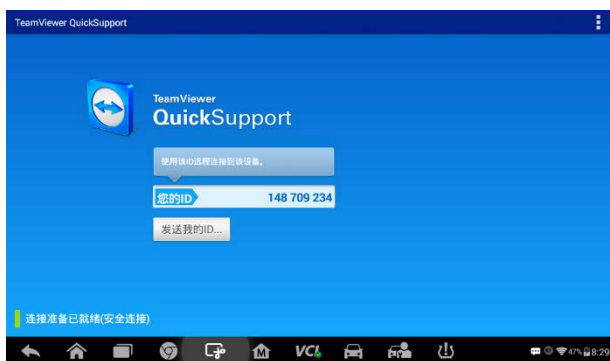 TeamViewer QuickSupport
TeamViewer
QuickSupport
使用该ID远程连接到该设备。
您的ID
148 709 234
发送我的ID...
连接准备已就绪(安全连接)
M
VCI
47%
8:29